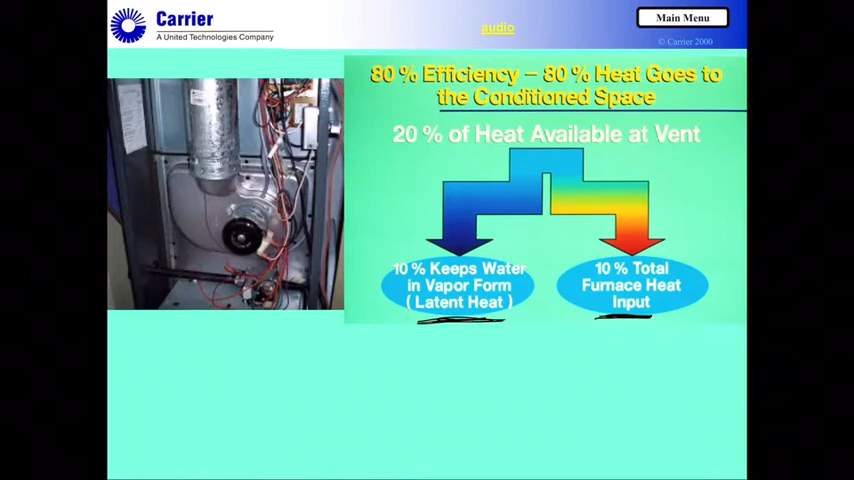 Carrier
A United Technologies Company
audio
Main Menu
© Carrier 2000
80 % Efficiency – 80 % Heat Goes to
the Conditioned Space
20 % of Heat Available at Vent
10 % Keeps Water
in Vapor Form
( Latent Heat )
10 % Total
Furnace Heat
Input